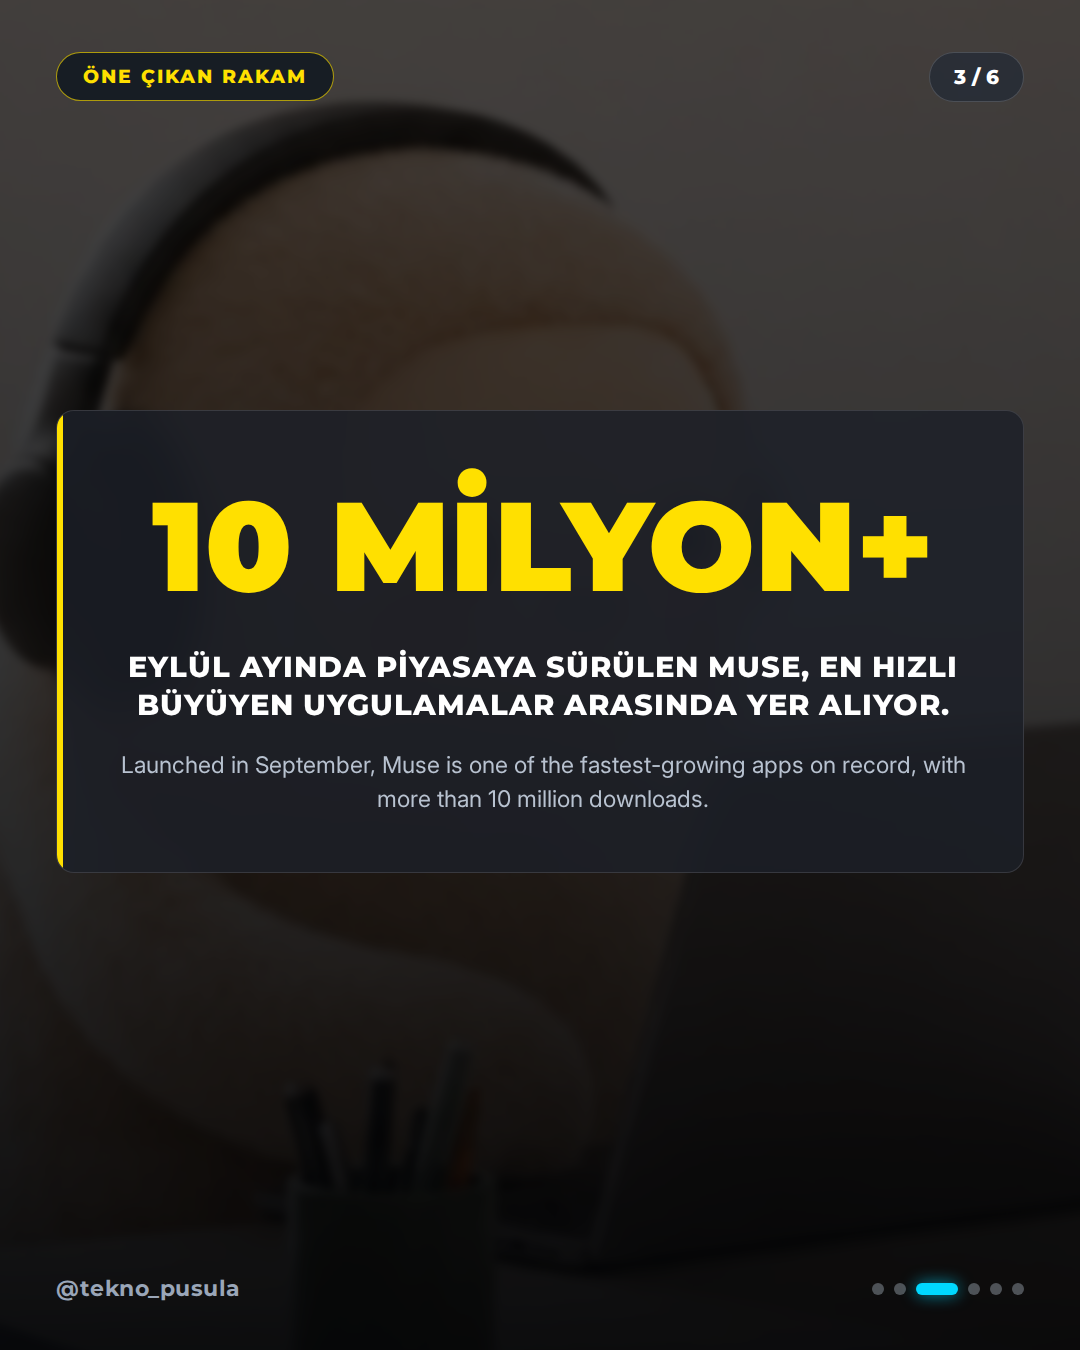 ÖNE ÇIKAN RAKAM
3 / 6
10 MİLYON+
EYLÜL AYINDA PİYASAYA SÜRÜLEN MUSE, EN HIZLI
BÜYÜYEN UYGULAMALAR ARASINDA YER ALIYOR.
Launched in September, Muse is one of the fastest-growing apps on record, with
more than 10 million downloads.
@tekno_pusula